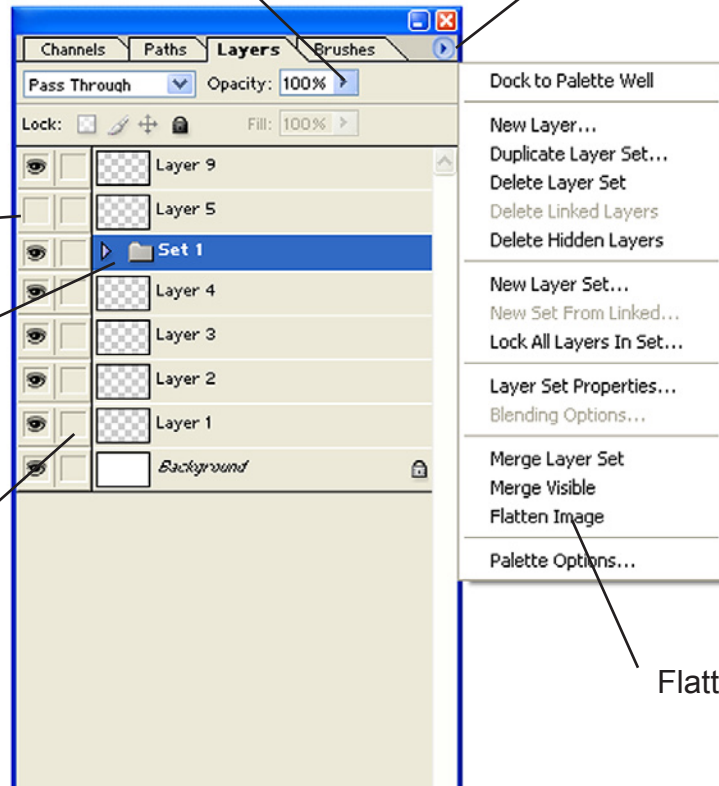 Channels Paths Layers Brushes
Pass Through Opacity: 100%
Lock: Fill: 100%
Layer 9
Layer 5
Set 1
Layer 4
Layer 3
Layer 2
Layer 1
Background
Dock to Palette Well
New Layer...
Duplicate Layer Set...
Delete Layer Set
Delete Linked Layers
Delete Hidden Layers
New Layer Set...
New Set From Linked...
Lock All Layers In Set...
Layer Set Properties...
Blending Options...
Merge Layer Set
Merge Visible
Flatten Image
Palette Options...
Flatt